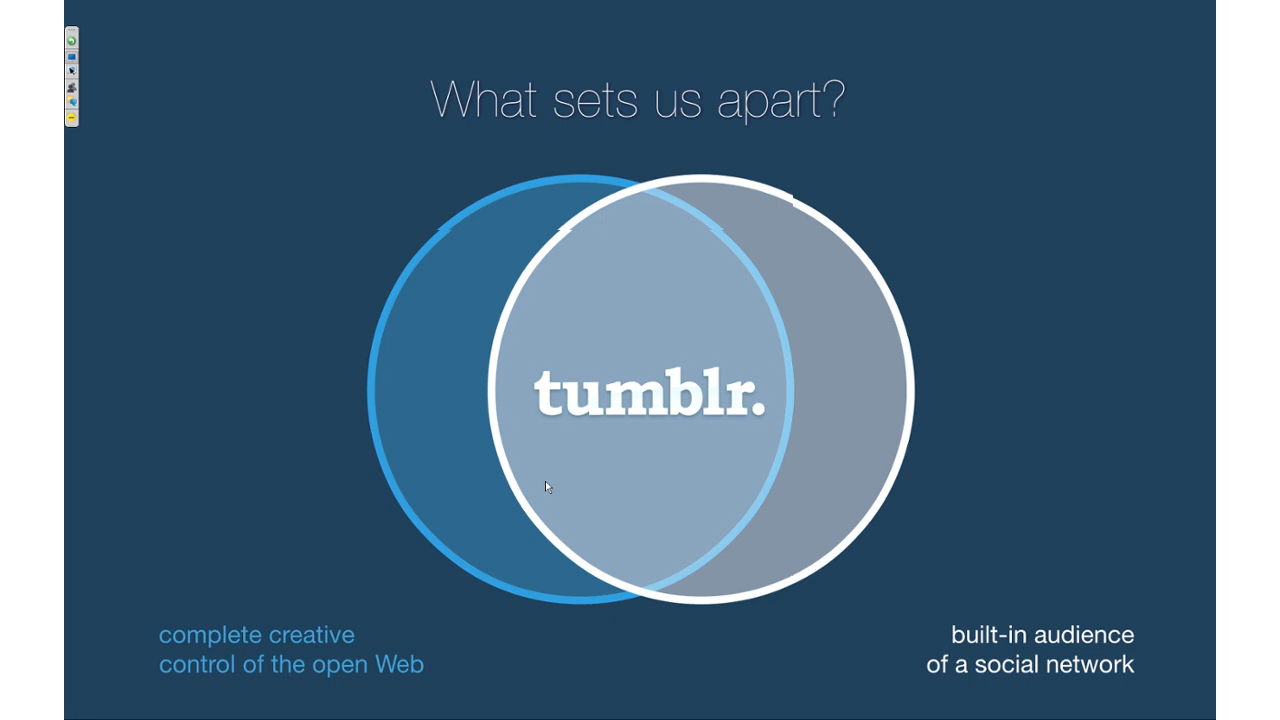 What sets us apart?
tumblr.
complete creative
control of the open Web
built-in audience
of a social network